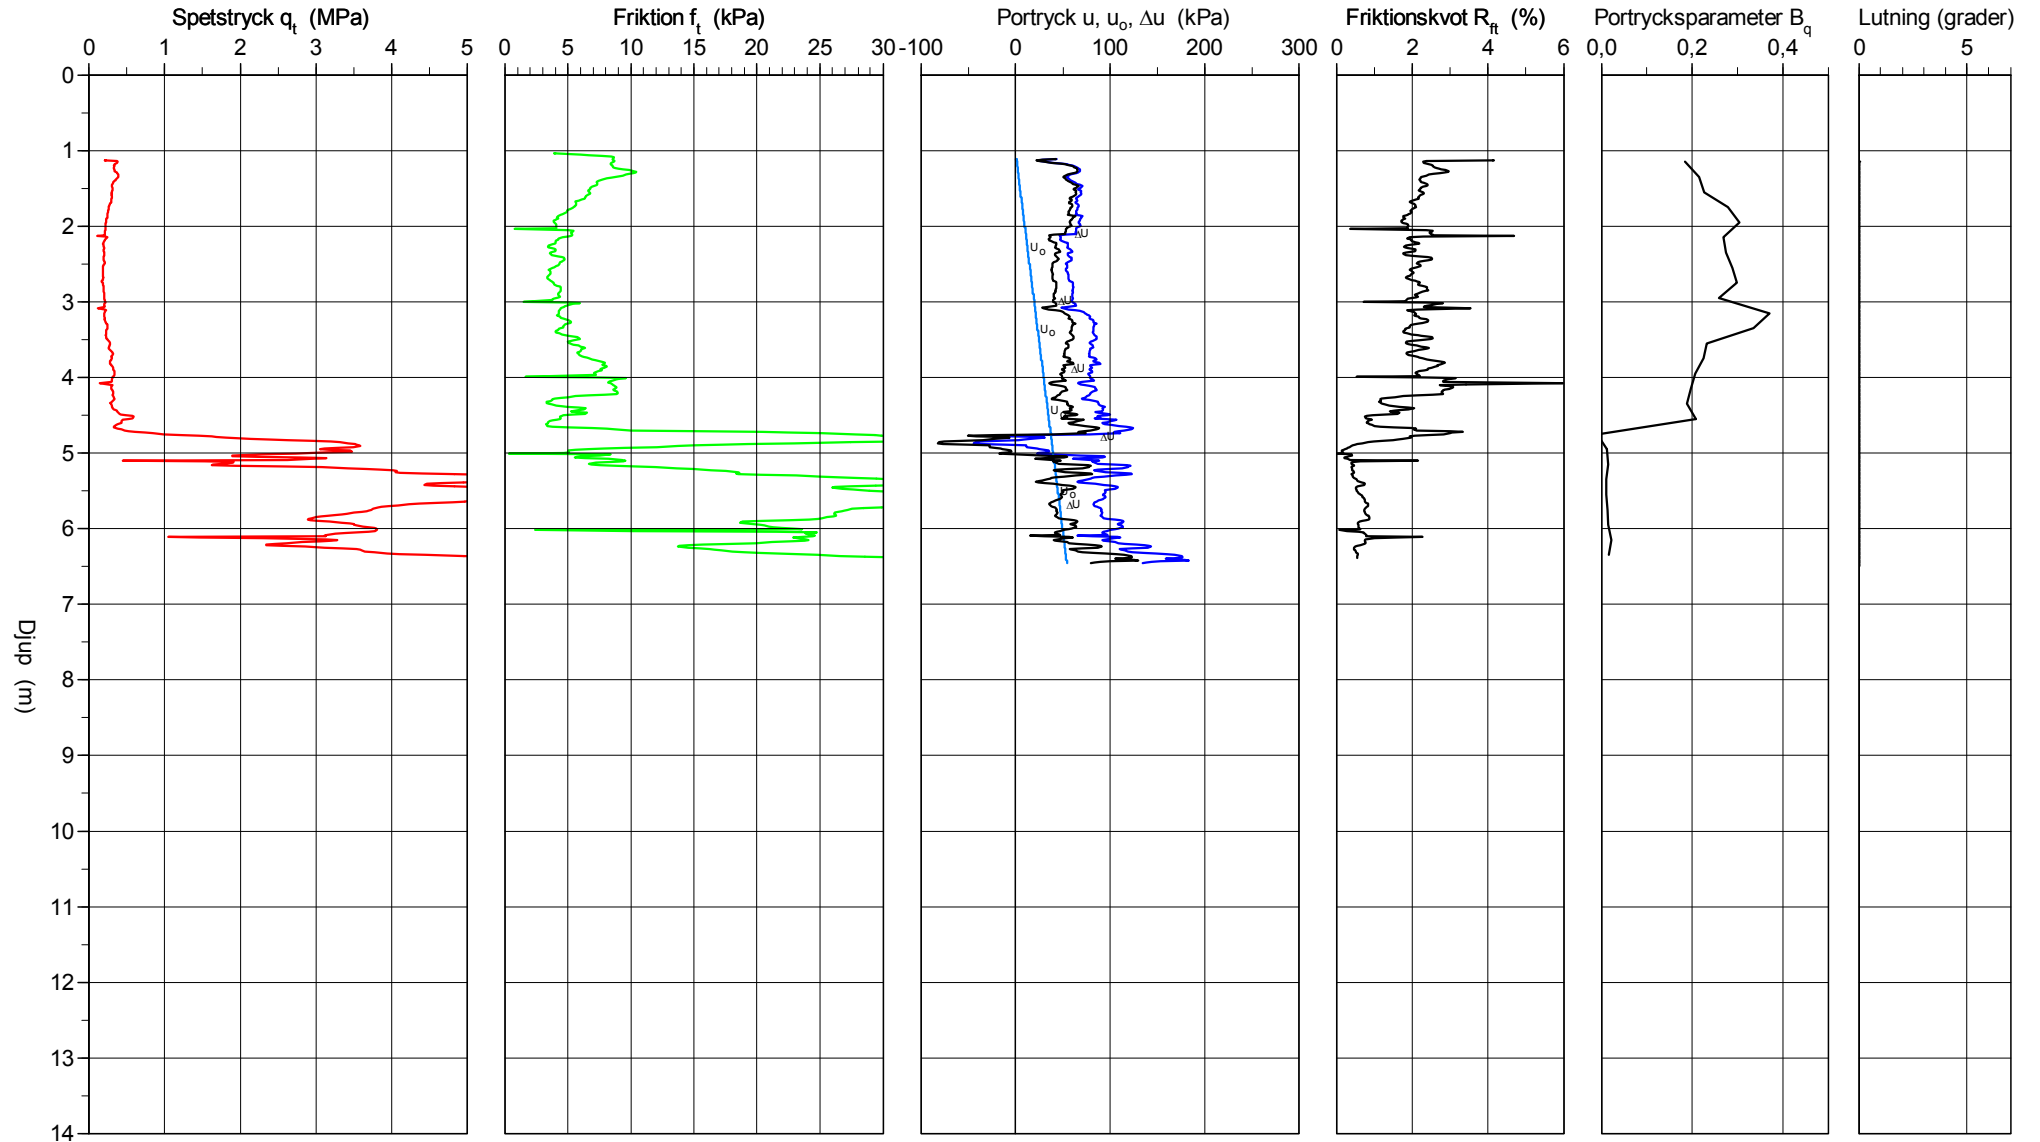 Spetstryck qt (MPa) Friktion ft (kPa) Portryck u, uo, Δu (kPa) Friktionskvot Rft (%) Portrycksparameter Bq Lutning (grader)
0 1 2 3 4 5 0 5 10 15 20 25 30 -100 0 100 200 300 0 2 4 6 0,0 0,2 0,4 0 5
0
1
2
ΔU
Uo
3
ΔU
Uo
ΔU
4
Uo
ΔU
5
Uo
ΔU
6
7
Djup (m)
8
9
10
11
12
13
14